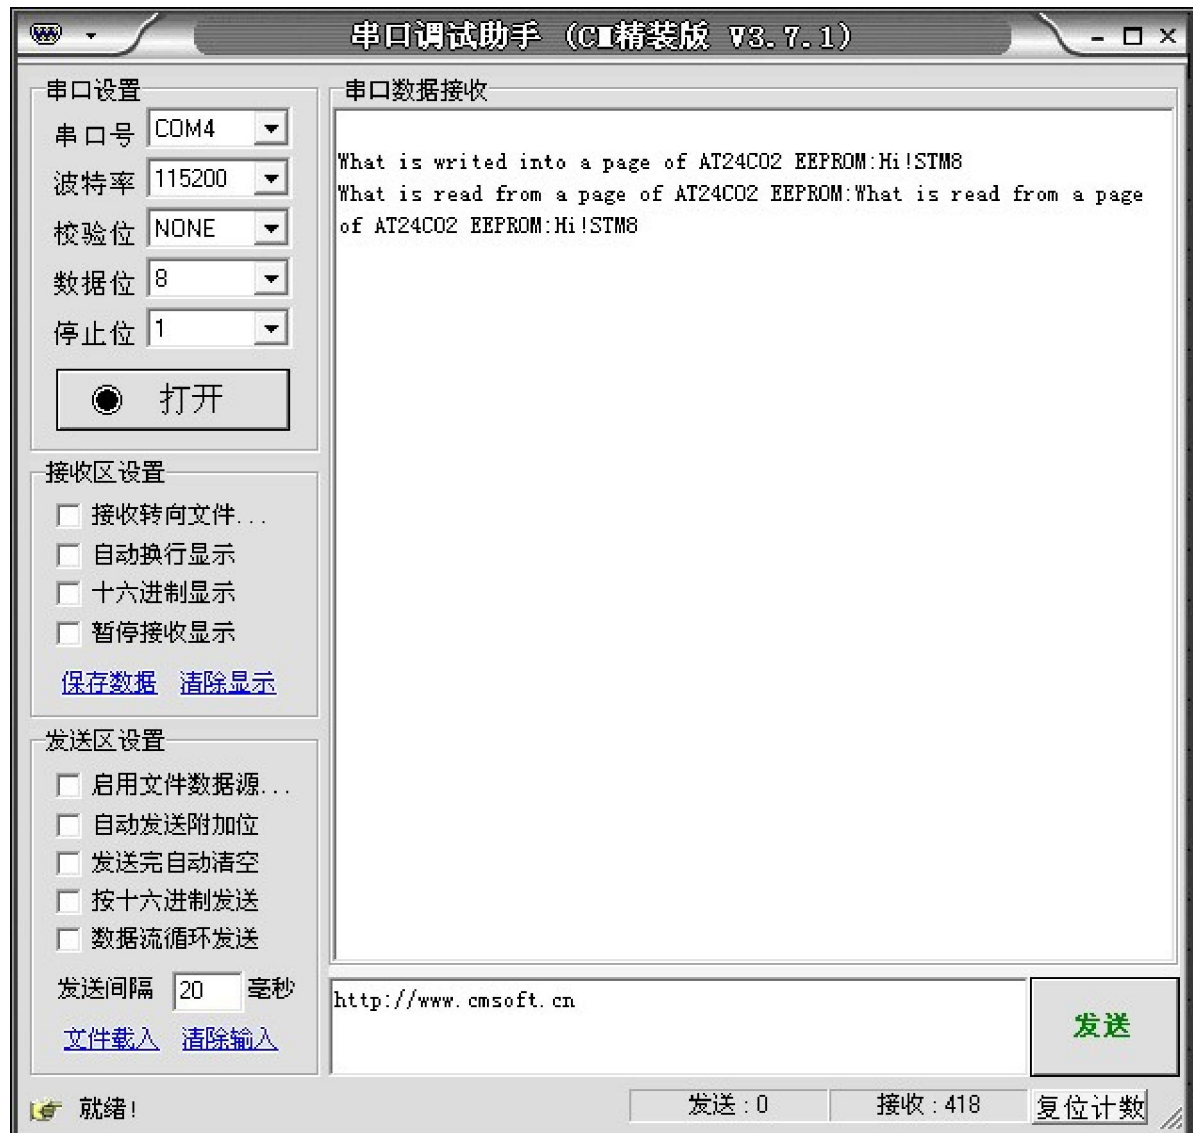 串口调试助手 (CM精装版 V3.7.1)
串口设置
串口号 COM4
波特率 115200
校验位 NONE
数据位 8
停止位 1
打开
接收区设置
接收转向文件...
自动换行显示
十六进制显示
暂停接收显示
保存数据 清除显示
发送区设置
启用文件数据源...
自动发送附加位
发送完自动清空
按十六进制发送
数据流循环发送
发送间隔 20 毫秒
文件载入 清除输入
串口数据接收
What is writed into a page of AT24C02 EEPROM:Hi!STM8
What is read from a page of AT24C02 EEPROM:What is read from a page
of AT24C02 EEPROM:Hi!STM8
http://www.cmsoft.cn
发送
就绪!
发送:0
接收:418
复位计数